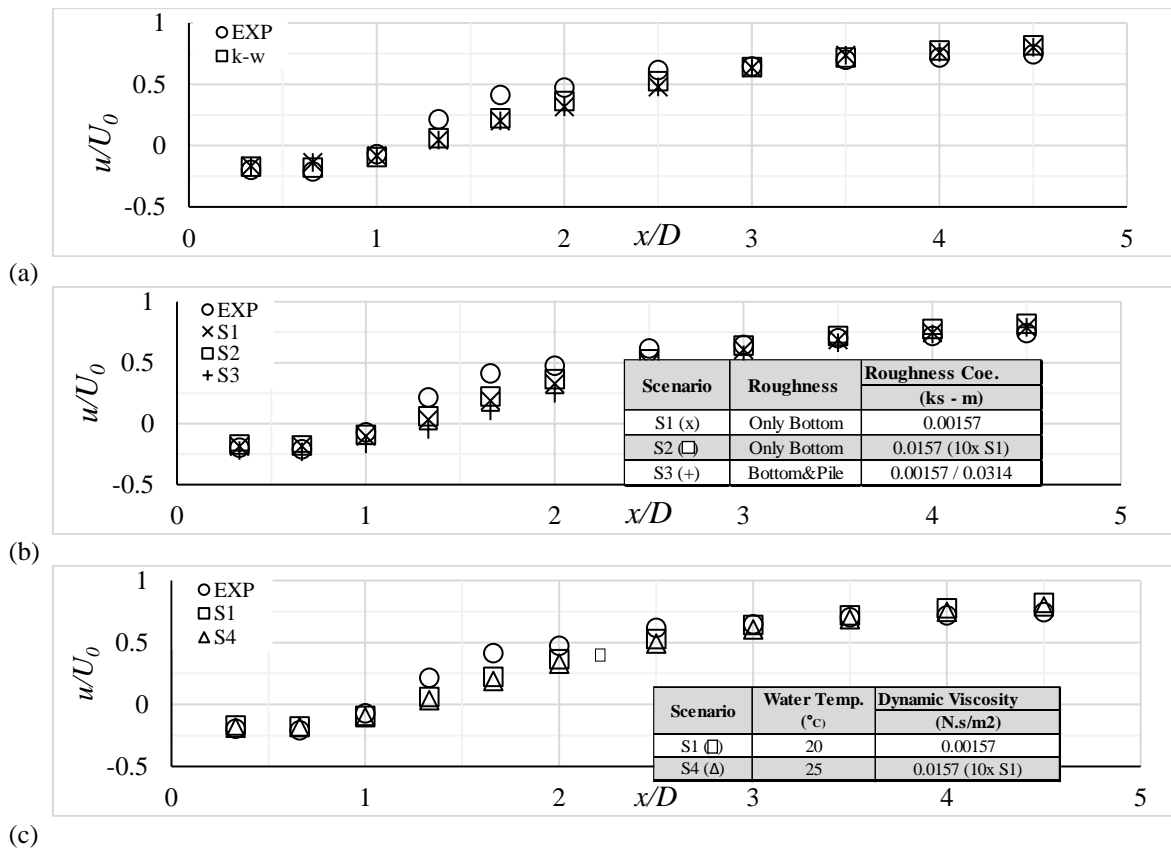 1
EXP
k-w
0.5
0
-0.5
u/U0
0 1 2 x/D 3 4 5
(a)
1
EXP
S1
S2
S3
0.5
0
-0.5
u/U0
Scenario Roughness Roughness Coe.
(ks - m)
S1 (x) Only Bottom 0.00157
S2 (□) Only Bottom 0.0157 (10x S1)
S3 (+) Bottom&Pile 0.00157 / 0.0314
0 1 2 x/D 3 4 5
(b)
1
EXP
S1
S4
0.5
0
-0.5
u/U0
Scenario Water Temp. Dynamic Viscosity
(°C) (N.s/m2)
S1 (□) 20 0.00157
S4 (Δ) 25 0.0157 (10x S1)
0 1 2 x/D 3 4 5
(c)